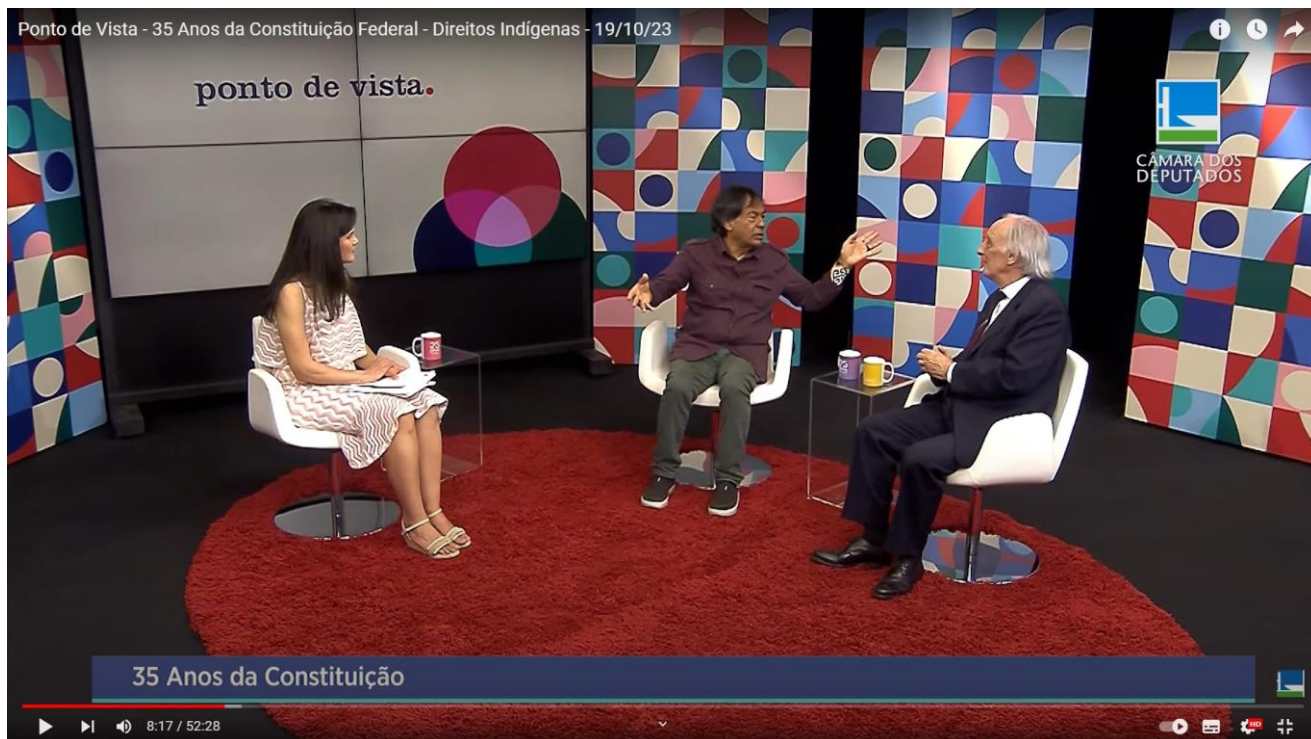 Ponto de Vista - 35 Anos da Constituição Federal - Direitos Indígenas - 19/10/23
ponto de vista.
CÂMARA DOS
DEPUTADOS
35 Anos da Constituição
8:17 / 52:28
HD